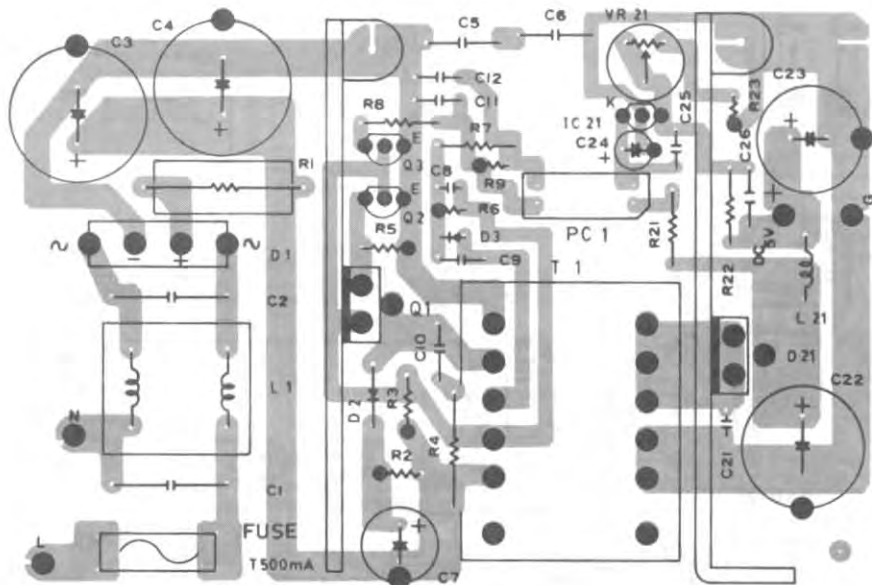 C3
C4
C5
C6
VR 21
C12
C11
R8
E
Q3
R7
K
IC 21
C24
+
C25
R23
C23
+
+
+
R1
C8
R9
E
Q2
R6
C26
+
G
D3
R5
PC 1
R21
DC
5V
~
-
+
~
D1
C9
T 1
R22
C2
Q1
L 21
C10
D21
L 1
D2
R3
C22
+
N
R4
C21
R2
C1
L
FUSE
T500mA
+
C7